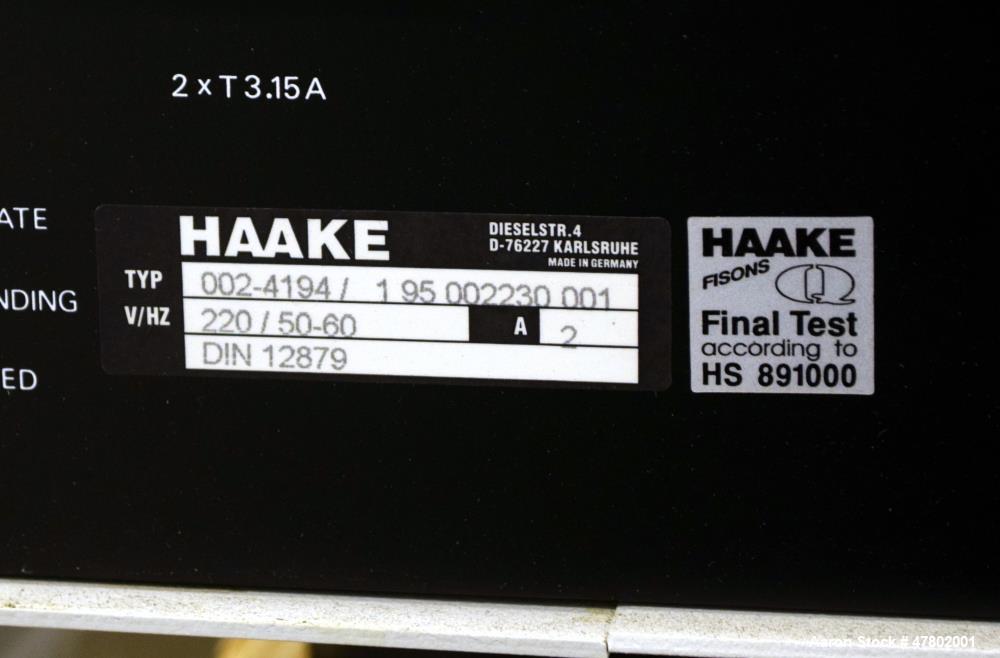 2 x T 3.15 A
ATE
NDING
ED
HAAKE
DIESELSTR. 4
D-76227 KARLSRUHE
MADE IN GERMANY
TYP 002-4194 / 1 95 002230 001
V/HZ 220 / 50-60 A 2
DIN 12879
HAAKE
FISONS Q
Final Test
according to
HS 891000
Aaron Stock # 47802001